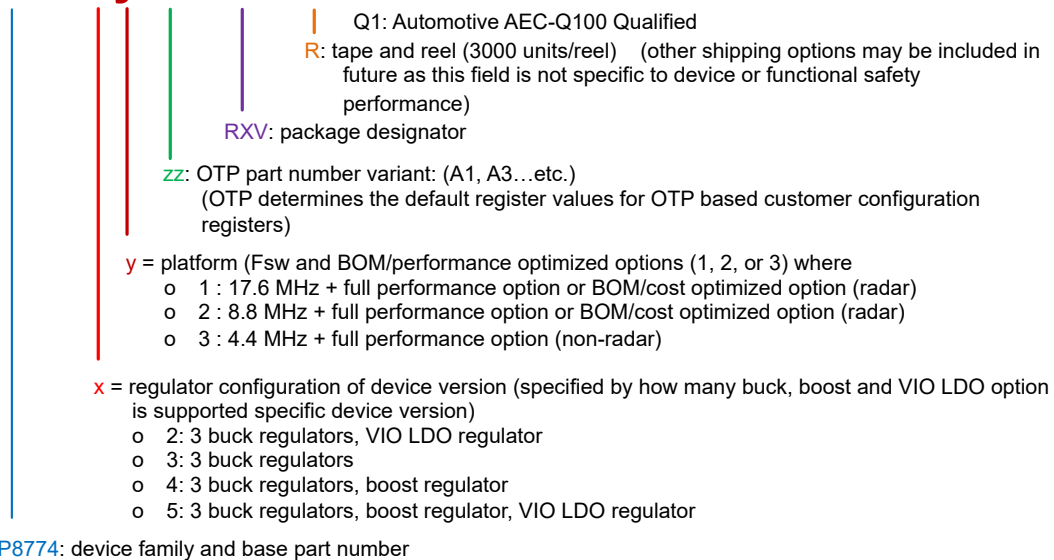 Q1: Automotive AEC-Q100 Qualified
R: tape and reel (3000 units/reel) (other shipping options may be included in
future as this field is not specific to device or functional safety
performance)
RXV: package designator
zz: OTP part number variant: (A1, A3…etc.)
(OTP determines the default register values for OTP based customer configuration
registers)
y = platform (Fsw and BOM/performance optimized options (1, 2, or 3) where
o 1 : 17.6 MHz + full performance option or BOM/cost optimized option (radar)
o 2 : 8.8 MHz + full performance option or BOM/cost optimized option (radar)
o 3 : 4.4 MHz + full performance option (non-radar)
x = regulator configuration of device version (specified by how many buck, boost and VIO LDO option
is supported specific device version)
o 2: 3 buck regulators, VIO LDO regulator
o 3: 3 buck regulators
o 4: 3 buck regulators, boost regulator
o 5: 3 buck regulators, boost regulator, VIO LDO regulator
P8774: device family and base part number